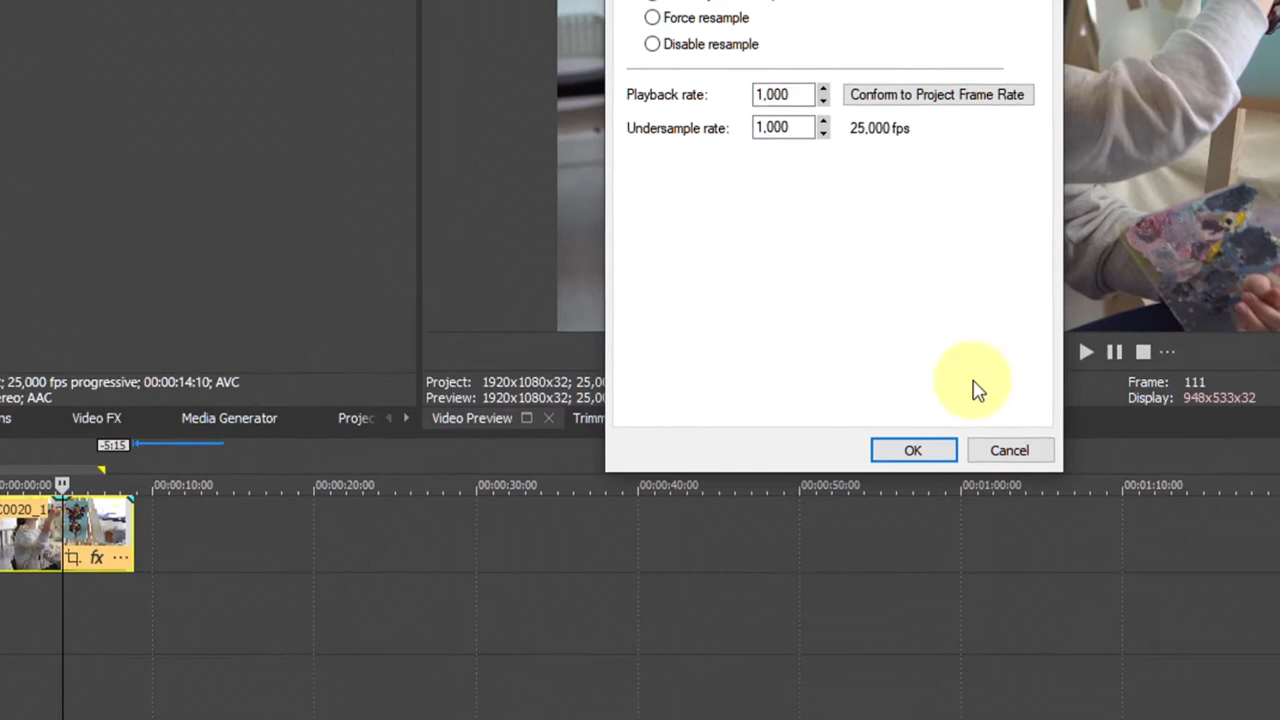 Force resample
Disable resample
Playback rate: 1,000 Conform to Project Frame Rate
Undersample rate: 1,000 25,000 fps
25,000 fps progressive; 00:00:14:10; AVC
ereo; AAC
Project: 1920x1080x32; 25,0
Preview: 1920x1080x32; 25,0
Frame: 111
Display: 948x533x32
ns Video FX Media Generator Projec
Video Preview Trimm
OK Cancel
-5:15
0:00:00:00 00:00:10:00 00:00:20:00 00:00:30:00 00:00:40:00 00:00:50:00 00:01:00:00 00:01:10:00
C0020_1
fx